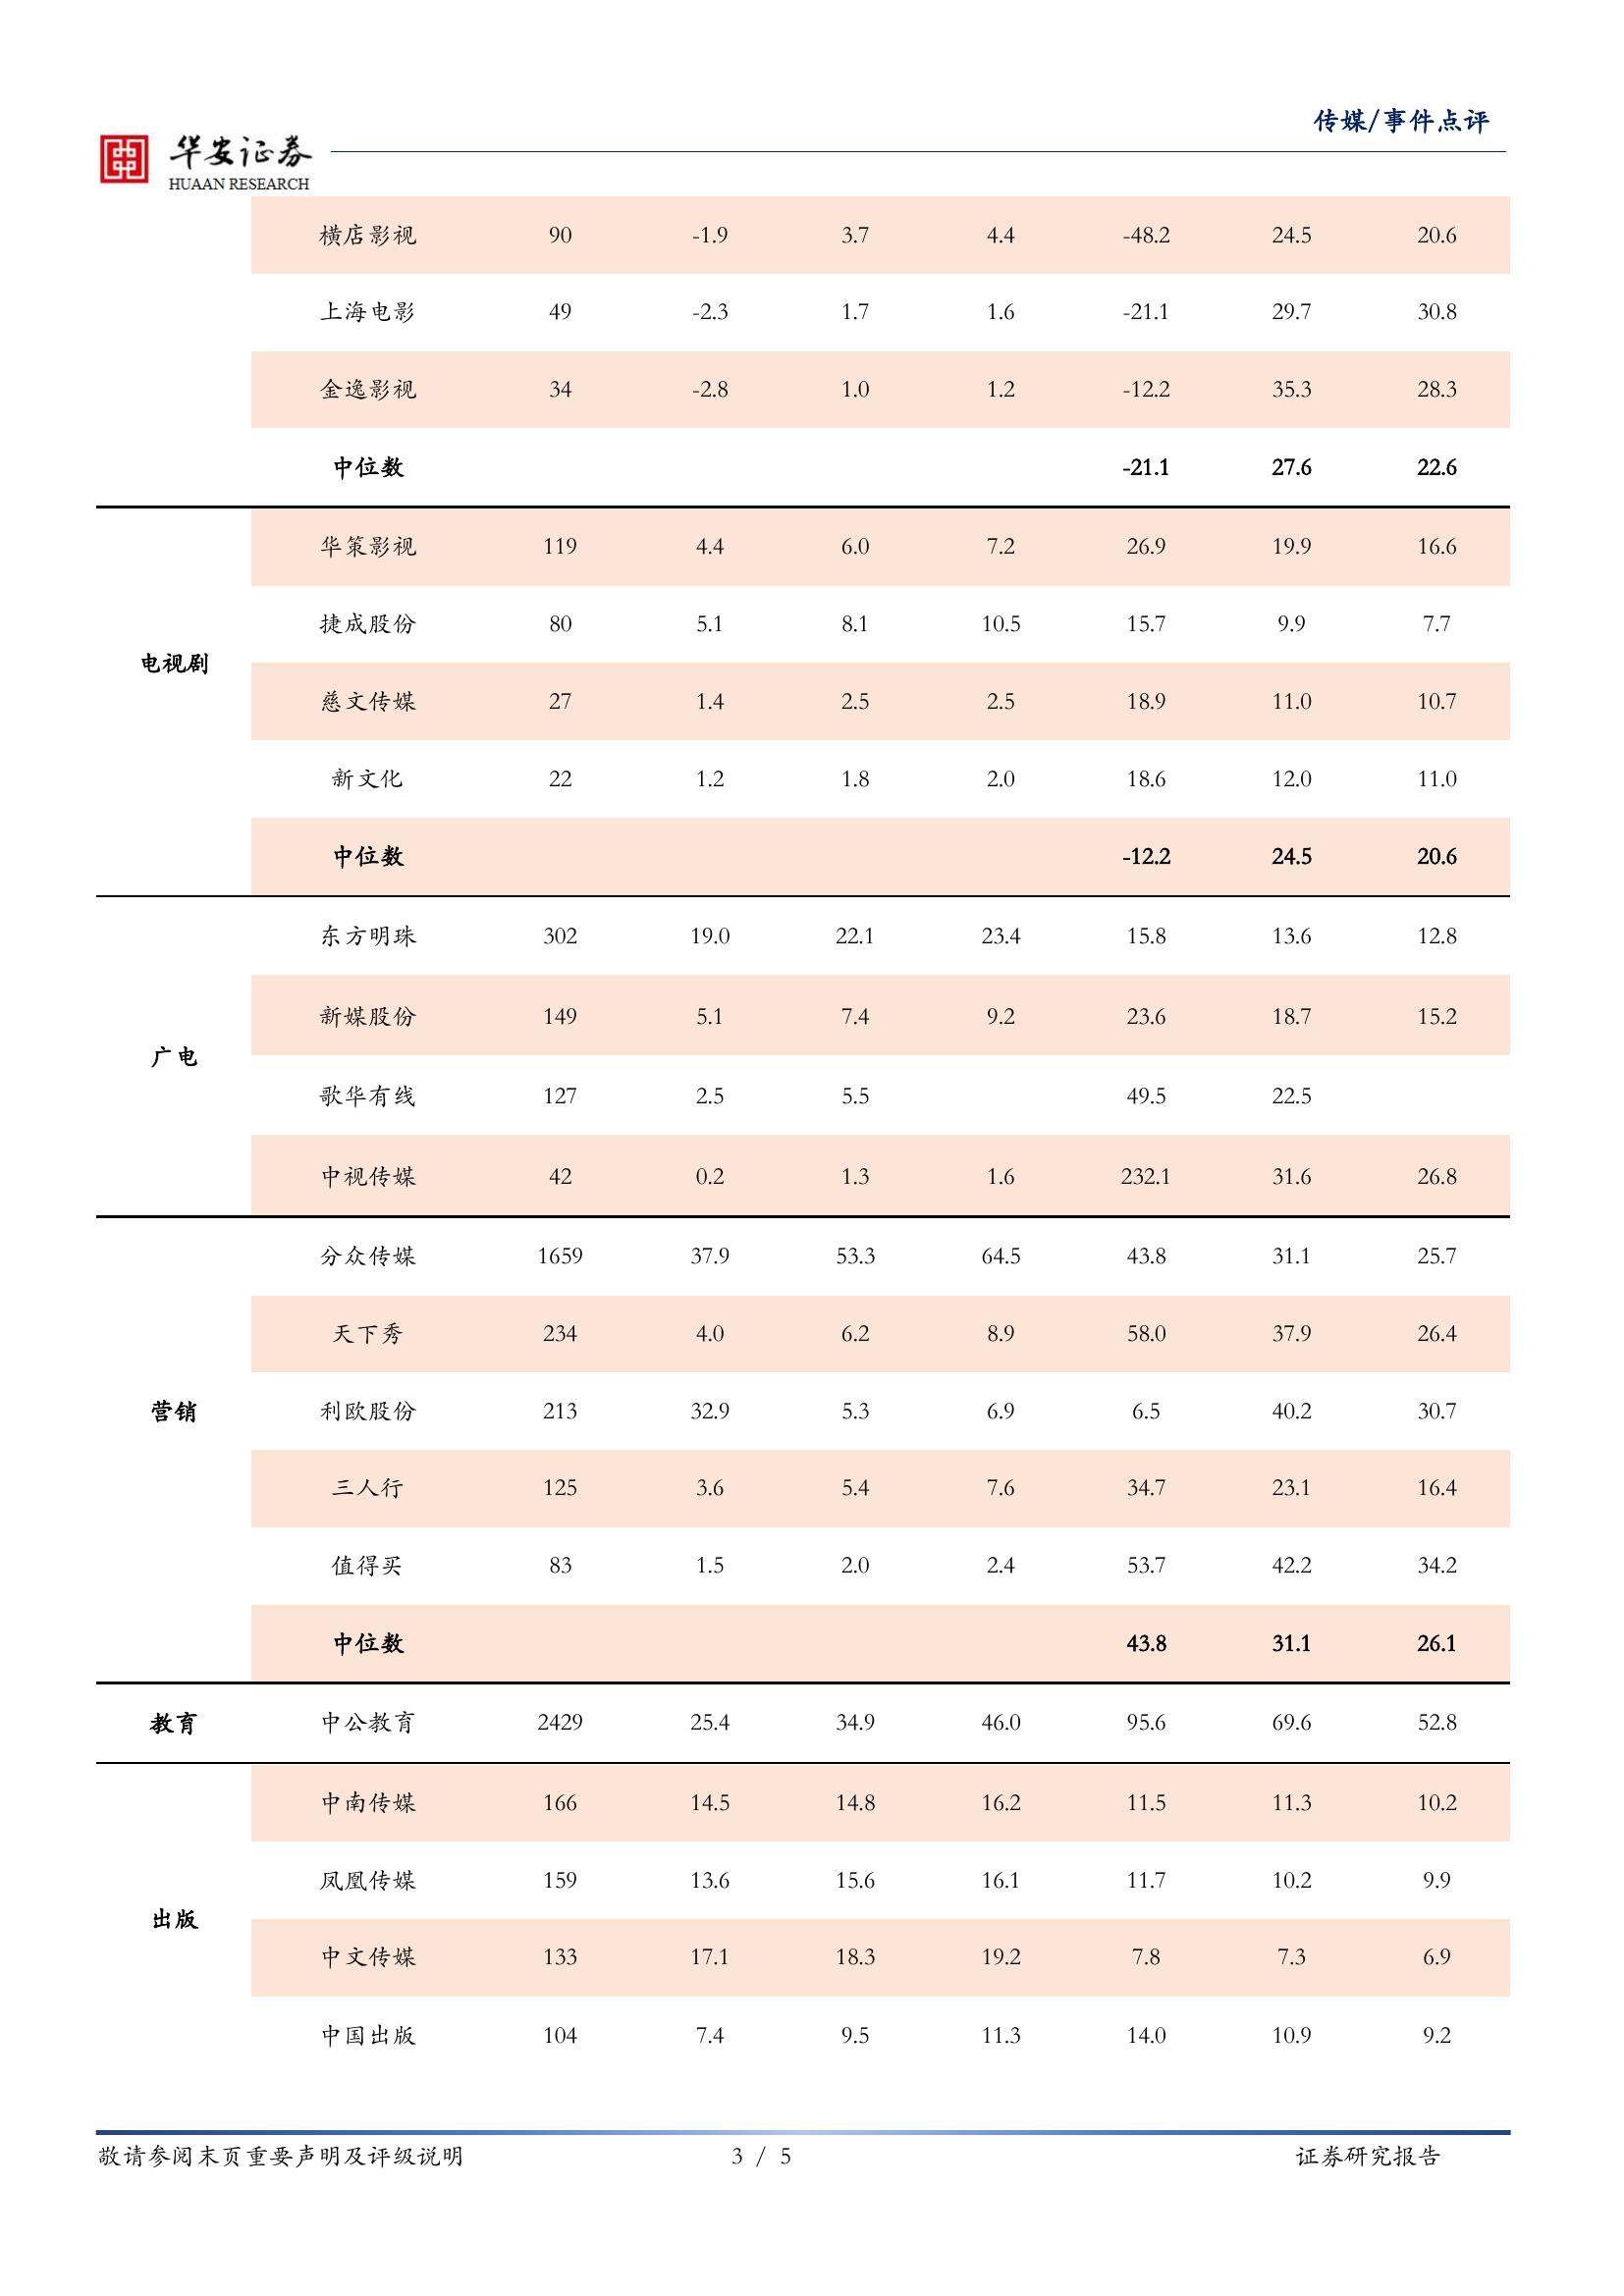 传媒/事件点评
华安证券
HUAAN RESEARCH
横店影视 90 -1.9 3.7 4.4 -48.2 24.5 20.6
上海电影 49 -2.3 1.7 1.6 -21.1 29.7 30.8
金逸影视 34 -2.8 1.0 1.2 -12.2 35.3 28.3
中位数 -21.1 27.6 22.6
电视剧
华策影视 119 4.4 6.0 7.2 26.9 19.9 16.6
捷成股份 80 5.1 8.1 10.5 15.7 9.9 7.7
慈文传媒 27 1.4 2.5 2.5 18.9 11.0 10.7
新文化 22 1.2 1.8 2.0 18.6 12.0 11.0
中位数 -12.2 24.5 20.6
广电
东方明珠 302 19.0 22.1 23.4 15.8 13.6 12.8
新媒股份 149 5.1 7.4 9.2 23.6 18.7 15.2
歌华有线 127 2.5 5.5 49.5 22.5
中视传媒 42 0.2 1.3 1.6 232.1 31.6 26.8
营销
分众传媒 1659 37.9 53.3 64.5 43.8 31.1 25.7
天下秀 234 4.0 6.2 8.9 58.0 37.9 26.4
利欧股份 213 32.9 5.3 6.9 6.5 40.2 30.7
三人行 125 3.6 5.4 7.6 34.7 23.1 16.4
值得买 83 1.5 2.0 2.4 53.7 42.2 34.2
中位数 43.8 31.1 26.1
教育 中公教育 2429 25.4 34.9 46.0 95.6 69.6 52.8
出版
中南传媒 166 14.5 14.8 16.2 11.5 11.3 10.2
凤凰传媒 159 13.6 15.6 16.1 11.7 10.2 9.9
中文传媒 133 17.1 18.3 19.2 7.8 7.3 6.9
中国出版 104 7.4 9.5 11.3 14.0 10.9 9.2
敬请参阅末页重要声明及评级说明 3 / 5 证券研究报告